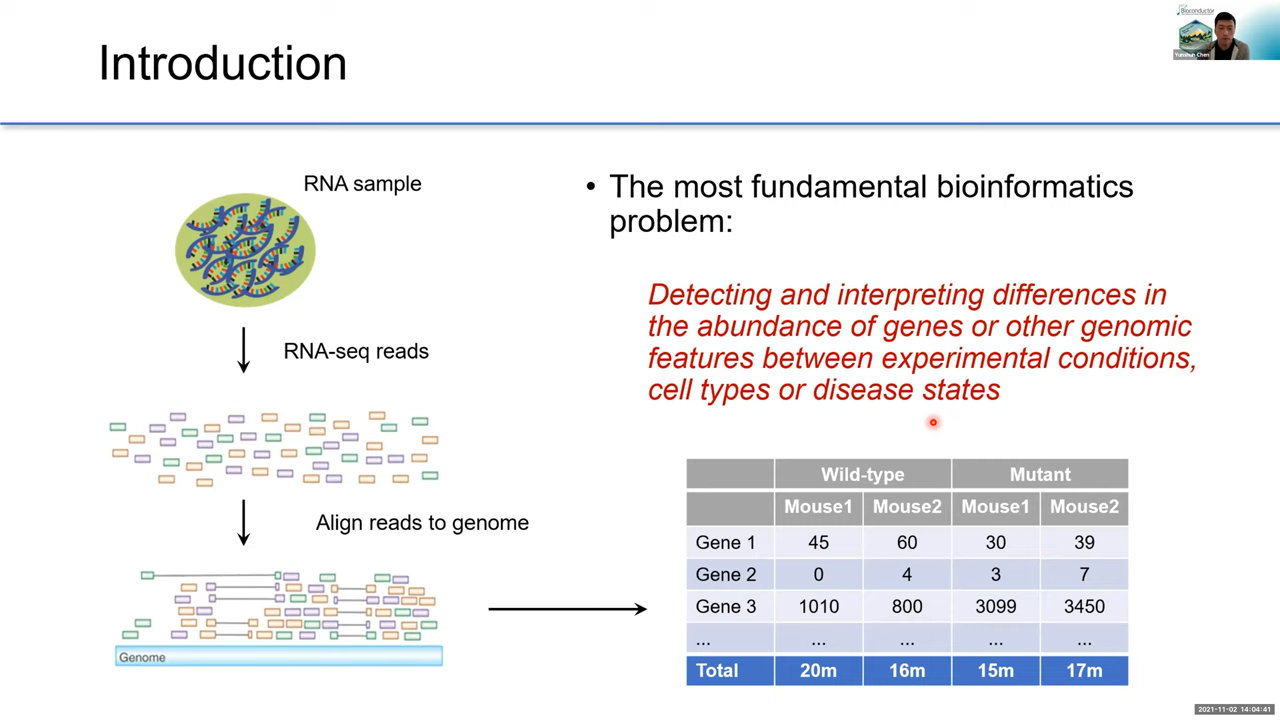 Introduction
Bioconductor
Yunshun Chen
RNA sample
RNA-seq reads
Align reads to genome
Genome
• The most fundamental bioinformatics
problem:
Detecting and interpreting differences in
the abundance of genes or other genomic
features between experimental conditions,
cell types or disease states
Wild-type Mutant
Mouse1 Mouse2 Mouse1 Mouse2
Gene 1 45 60 30 39
Gene 2 0 4 3 7
Gene 3 1010 800 3099 3450
... ... ... ... ...
Total 20m 16m 15m 17m
2021-11-02 14:04:41